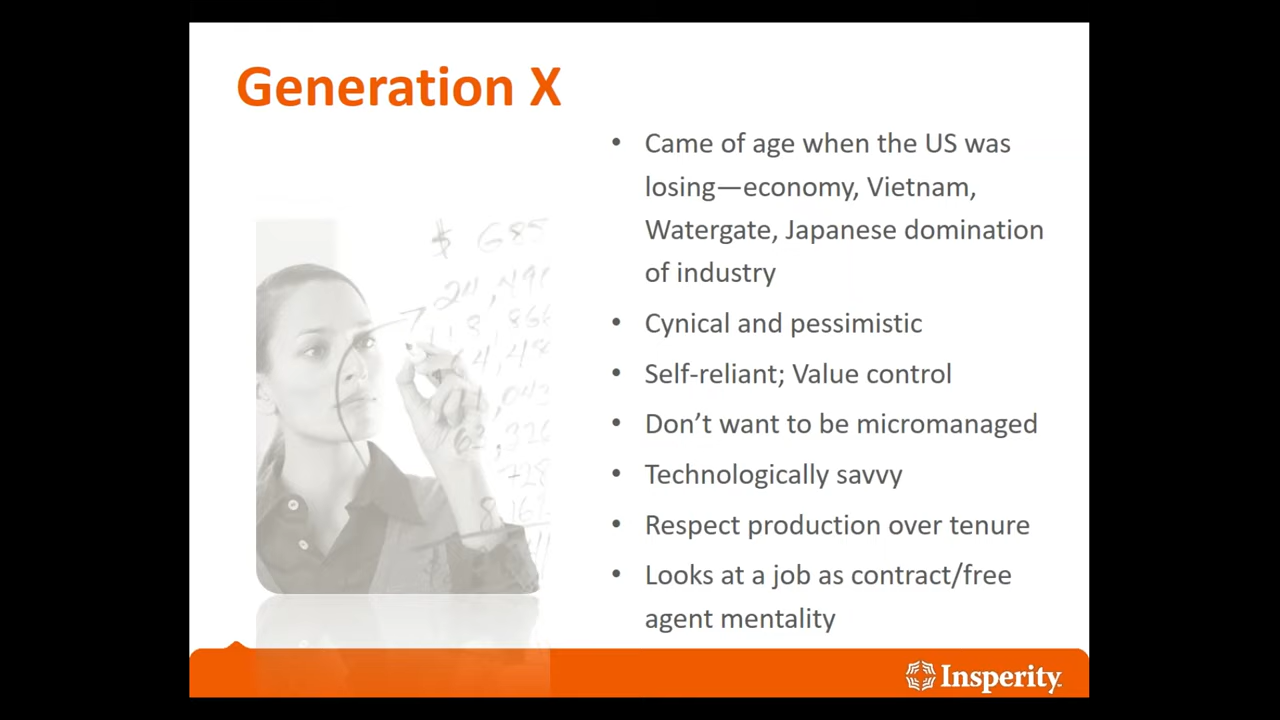 Generation X
• Came of age when the US was
losing—economy, Vietnam,
Watergate, Japanese domination
of industry
• Cynical and pessimistic
• Self-reliant; Value control
• Don’t want to be micromanaged
• Technologically savvy
• Respect production over tenure
• Looks at a job as contract/free
agent mentality
$ 685
Insperity